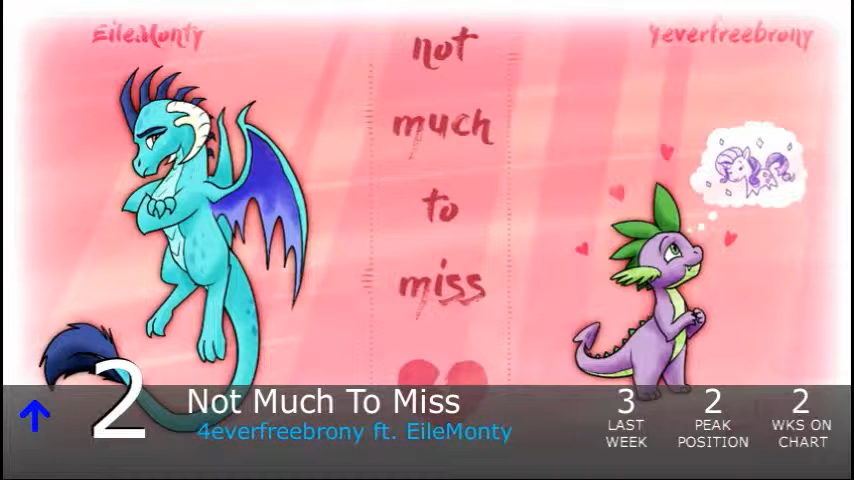 EileMonty
4everfreebrony
not
much
to
miss
2
Not Much To Miss
4everfreebrony ft. EileMonty
3
LAST
WEEK
2
PEAK
POSITION
2
WKS ON
CHART